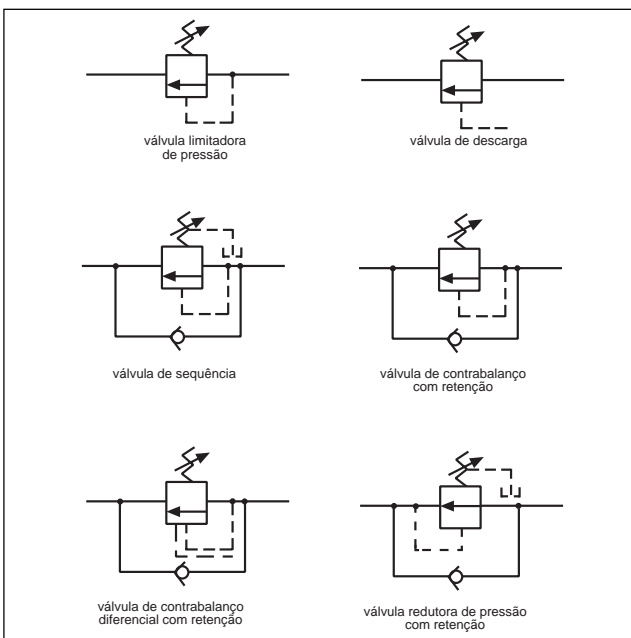 válvula limitadora
de pressão
válvula de descarga
válvula de sequência
válvula de contrabalanço
com retenção
válvula de contrabalanço
diferencial com retenção
válvula redutora de pressão
com retenção